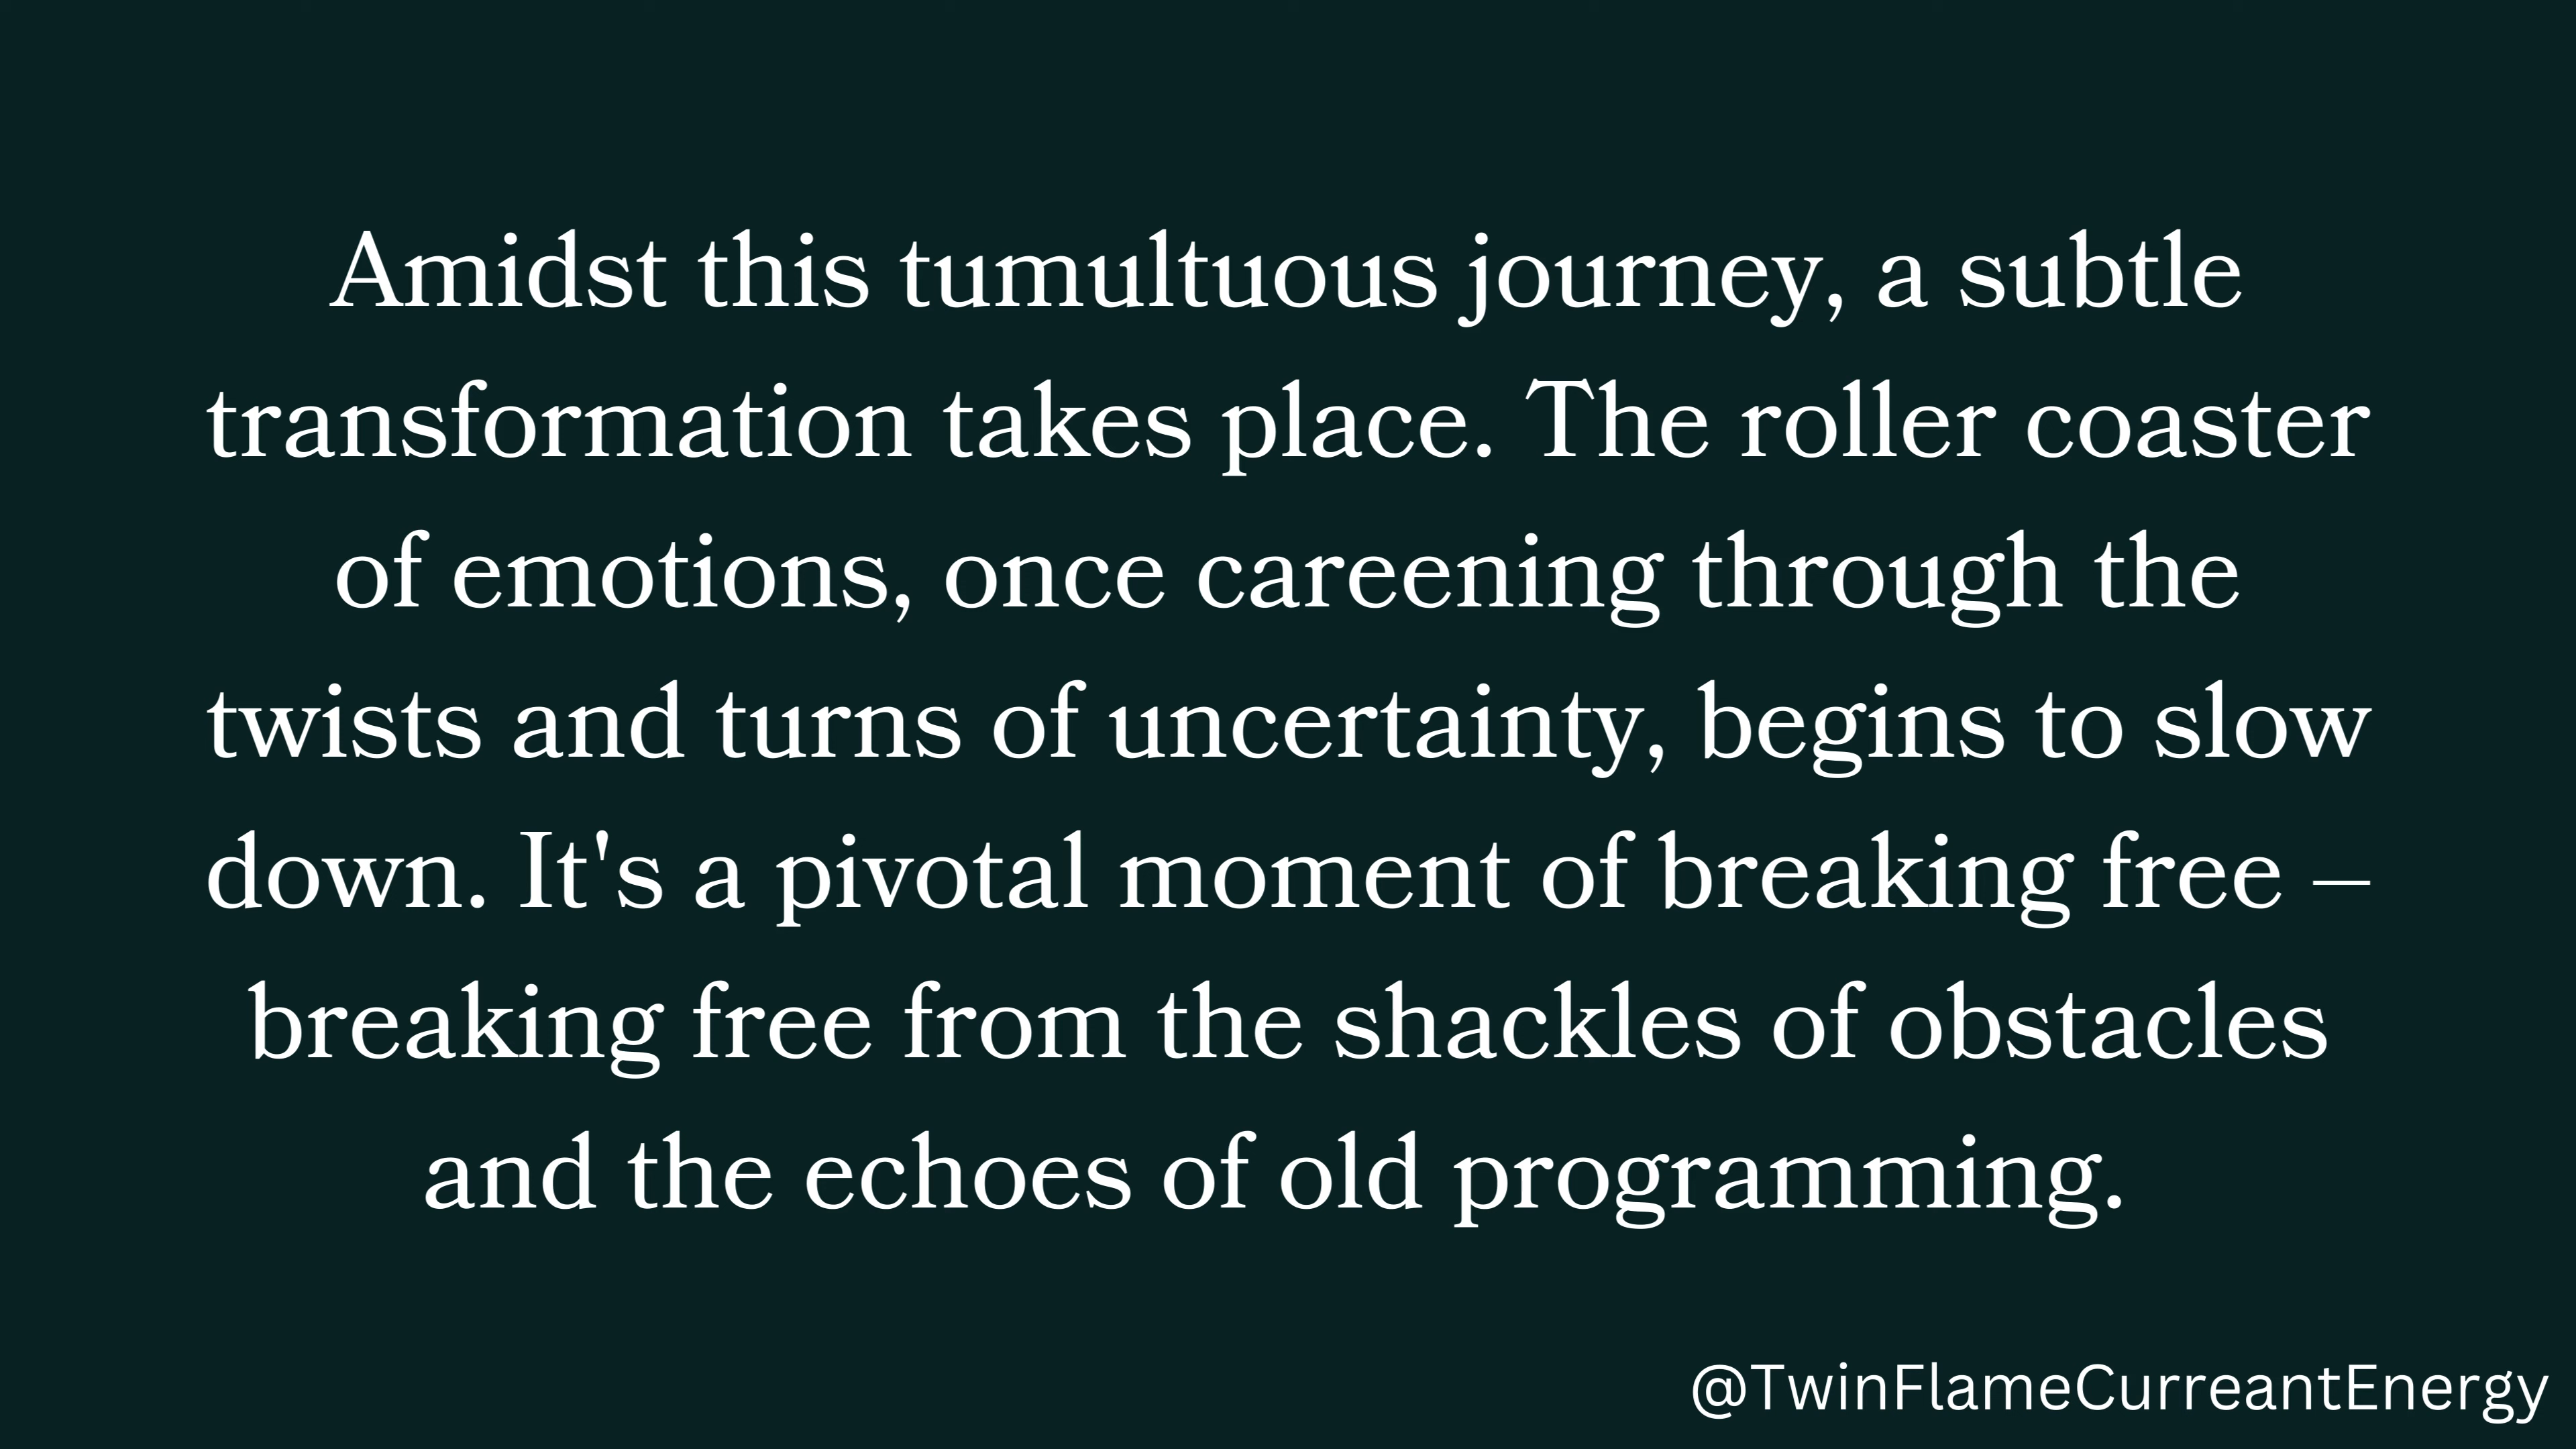 Amidst this tumultuous journey, a subtle
transformation takes place. The roller coaster
of emotions, once careening through the
twists and turns of uncertainty, begins to slow
down. It's a pivotal moment of breaking free –
breaking free from the shackles of obstacles
and the echoes of old programming.
@TwinFlameCurreantEnergy